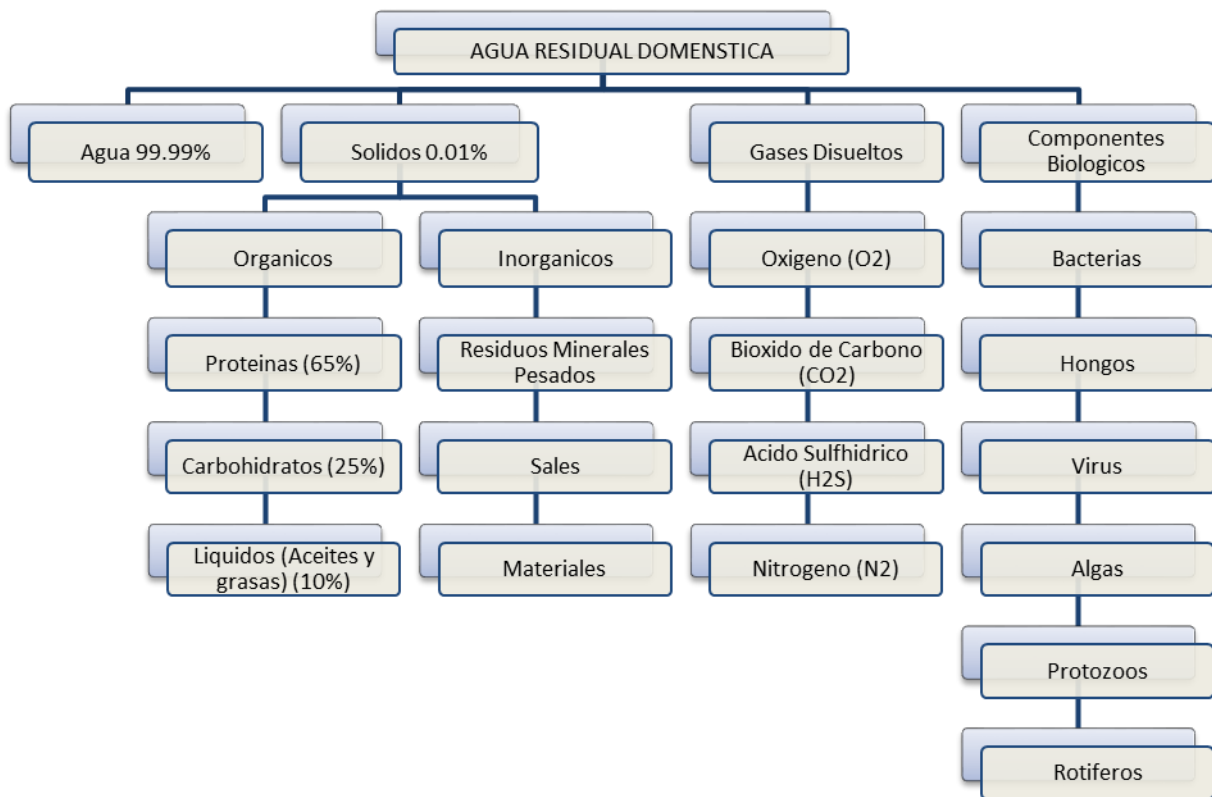 AGUA RESIDUAL DOMENSTICA
Agua 99.99%
Solidos 0.01%
Gases Disueltos
Componentes
Biologicos
Organicos
Inorganicos
Oxigeno (O2)
Bacterias
Proteinas (65%)
Residuos Minerales
Pesados
Bioxido de Carbono
(CO2)
Hongos
Carbohidratos (25%)
Sales
Acido Sulfhidrico
(H2S)
Virus
Liquidos (Aceites y
grasas) (10%)
Materiales
Nitrogeno (N2)
Algas
Protozoos
Rotiferos